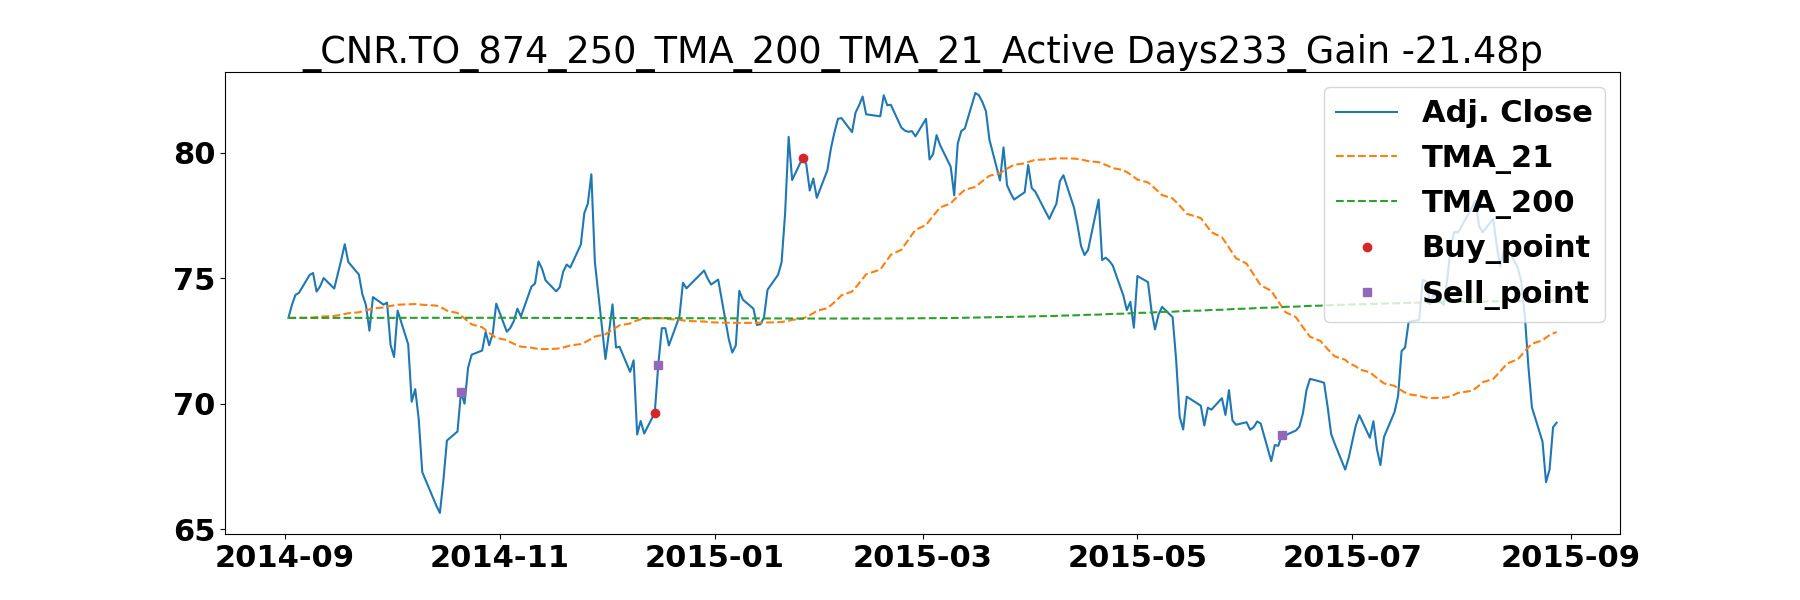 _CNR.TO_874_250_TMA_200_TMA_21_Active Days233_Gain -21.48p
Adj. Close
TMA_21
TMA_200
Buy_point
Sell_point
80
75
70
65
2014-09 2014-11 2015-01 2015-03 2015-05 2015-07 2015-09